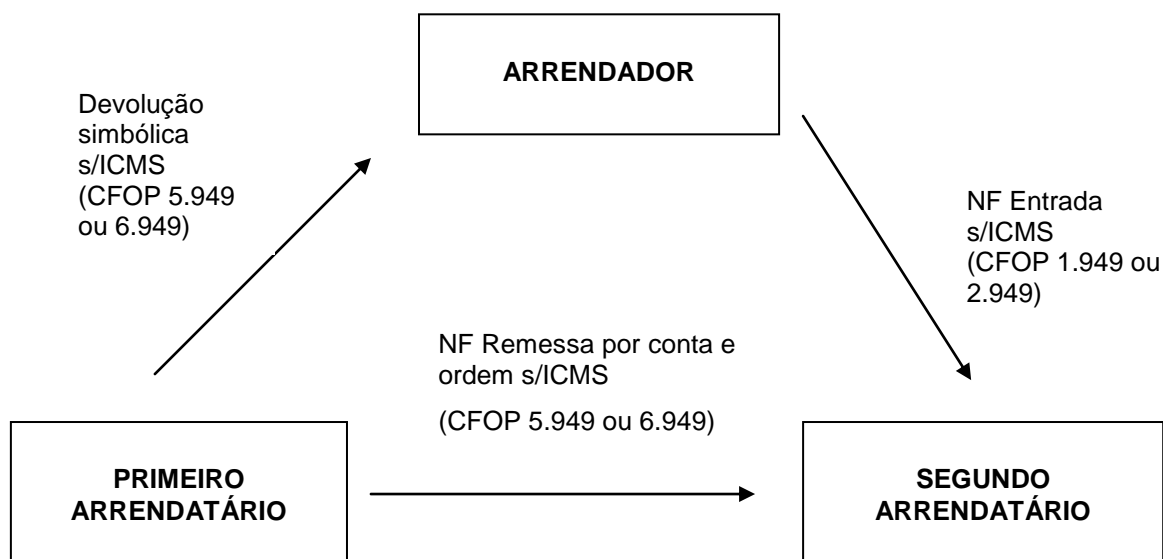 ARRENDADOR
Devolução
simbólica
s/ICMS
(CFOP 5.949
ou 6.949)
NF Entrada
s/ICMS
(CFOP 1.949 ou
2.949)
NF Remessa por conta e
ordem s/ICMS
(CFOP 5.949 ou 6.949)
PRIMEIRO
ARRENDATÁRIO
SEGUNDO
ARRENDATÁRIO